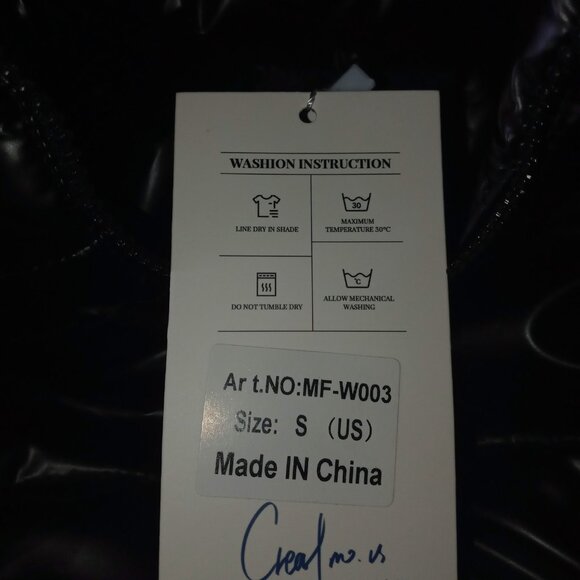 WASHION INSTRUCTION
LINE DRY IN SHADE
30
MAXIMUM
TEMPERATURE 30°C
DO NOT TUMBLE DRY
°C
ALLOW MECHANICAL
WASHING
Ar t.NO:MF-W003
Size: S (US)
Made IN China